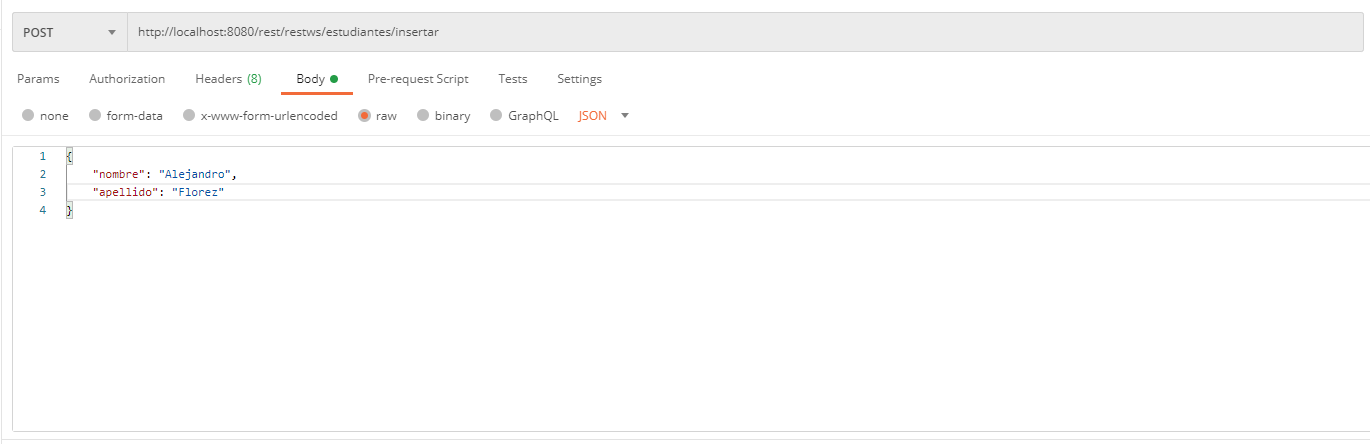 POST http://localhost:8080/rest/restws/estudiantes/insertar
Params Authorization Headers (8) Body Pre-request Script Tests Settings
none form-data x-www-form-urlencoded raw binary GraphQL JSON
1 {
2 "nombre": "Alejandro",
3 "apellido": "Florez"
4 }